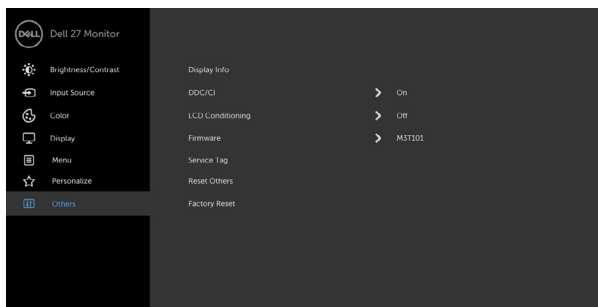 DELL Dell 27 Monitor
Brightness/Contrast
Input Source
Color
Display
Menu
Personalize
Others
Display Info
DDC/CI On
LCD Conditioning Off
Firmware M3T101
Service Tag
Reset Others
Factory Reset